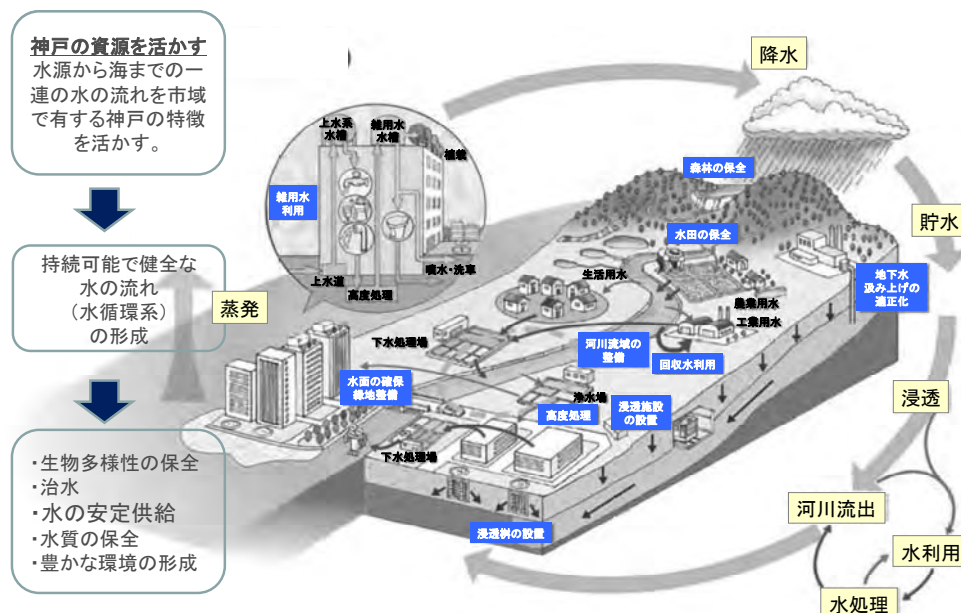 神戸の資源を活かす
水源から海までの一
連の水の流れを市域
で有する神戸の特徴
を活かす。
持続可能で健全な
水の流れ
（水循環系）
の形成
・生物多様性の保全
・治水
・水の安定供給
・水質の保全
・豊かな環境の形成
降水
貯水
浸透
河川流出
水利用
水処理
蒸発
上水系
水槽
雑用水
水槽
植栽
雑用水
利用
上水道
高度処理
噴水・洗車
森林の保全
水田の保全
生活用水
農業用水
工業用水
地下水
汲み上げの
適正化
下水処理場
河川流域の
整備
回収水利用
水面の確保
緑地整備
浄水場
高度処理
浸透施設
の設置
下水処理場
浸透桝の設置